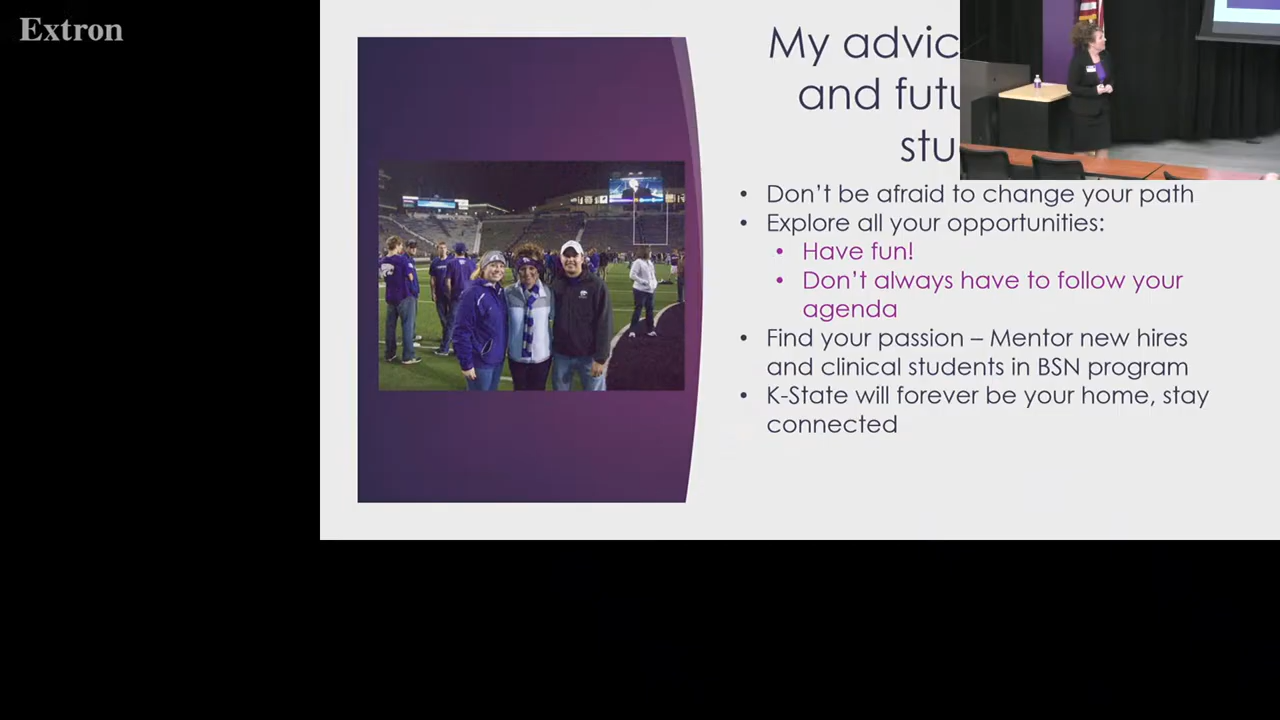 Extron
My advic
and futu
stu
• Don't be afraid to change your path
• Explore all your opportunities:
• Have fun!
• Don't always have to follow your
agenda
• Find your passion – Mentor new hires
and clinical students in BSN program
• K-State will forever be your home, stay
connected